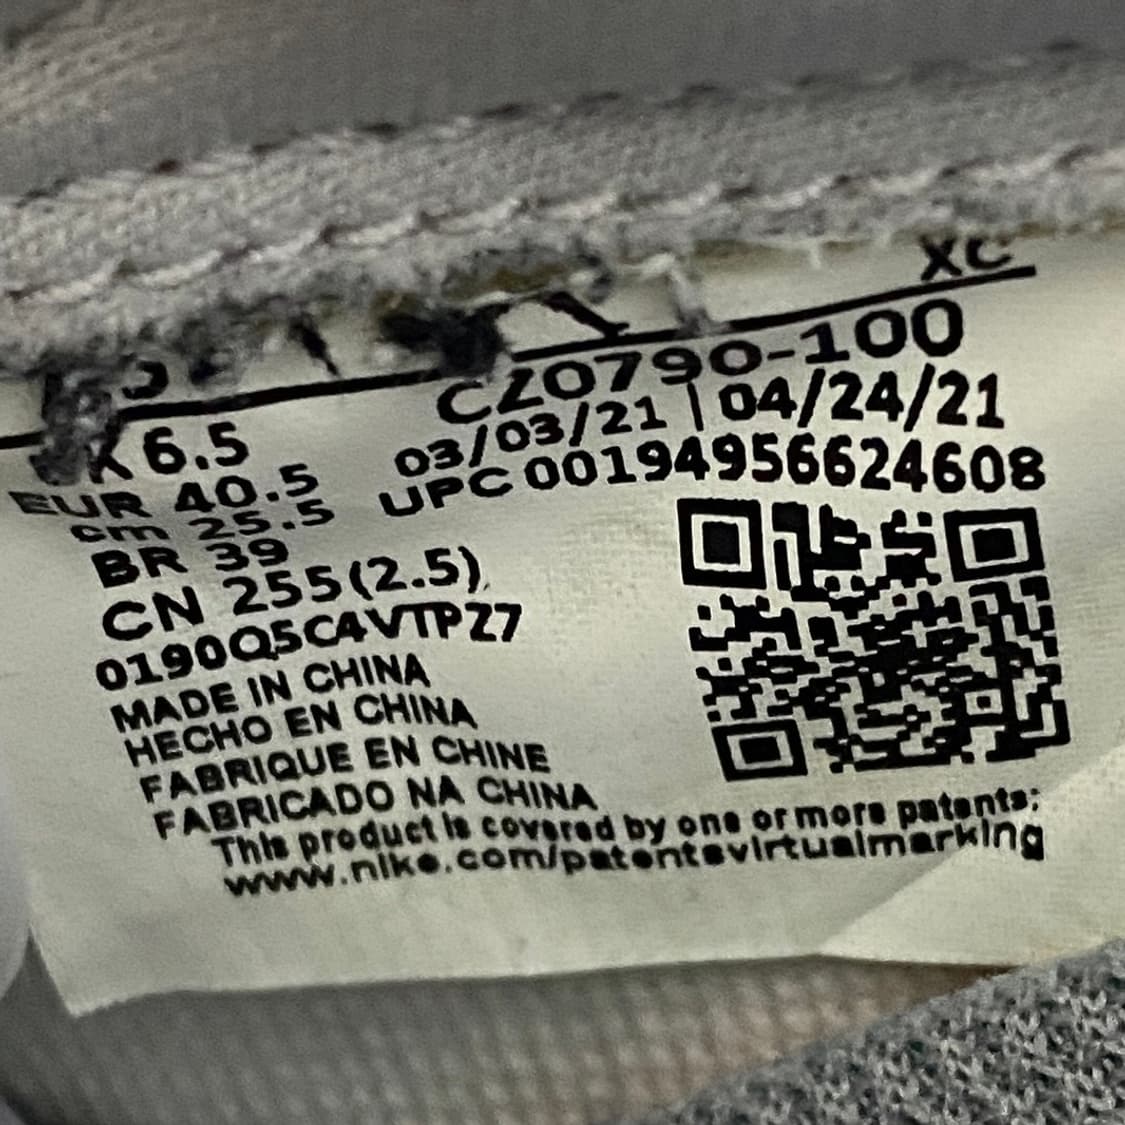 XC
CZ0790-100
6.5
03/03/21 | 04/24/21
EUR 40.5
UPC 00194956624608
cm 25.5
BR 39
CN 255(2.5)
0190Q5C4VTPZ7
MADE IN CHINA
HECHO EN CHINA
FABRIQUE EN CHINE
FABRICADO NA CHINA
This product is covered by one or more patents:
www.nike.com/patentsvirtualmarking